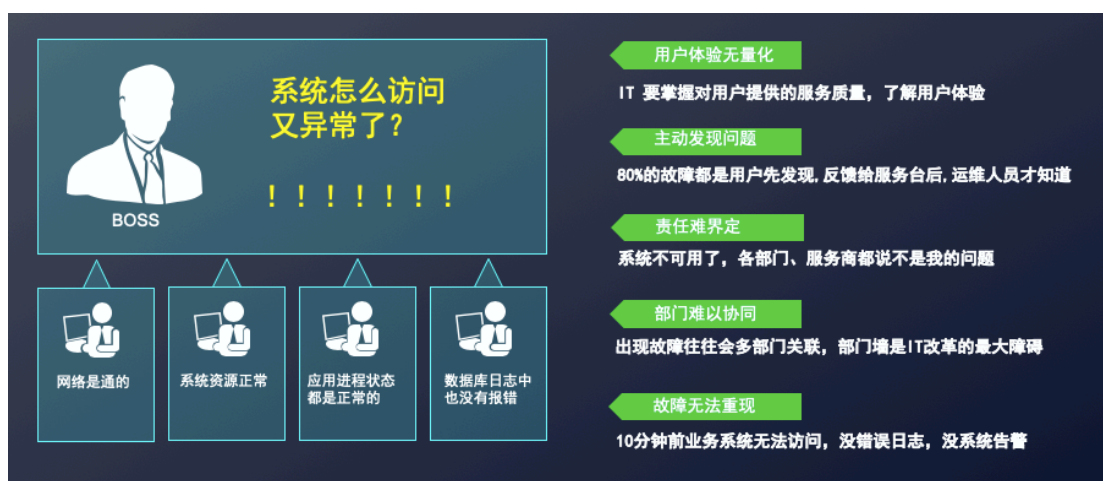 系统怎么访问
又异常了？
！！！！！！！
BOSS
网络是通的
系统资源正常
应用进程状态
都是正常的
数据库日志中
也没有报错
用户体验无量化
IT 要掌握对用户提供的服务质量，了解用户体验
主动发现问题
80%的故障都是用户先发现,反馈给服务台后,运维人员才知道
责任难界定
系统不可用了，各部门、服务商都说不是我的问题
部门难以协同
出现故障往往会多部门关联，部门墙是IT改革的最大障碍
故障无法重现
10分钟前业务系统无法访问，没错误日志，没系统告警